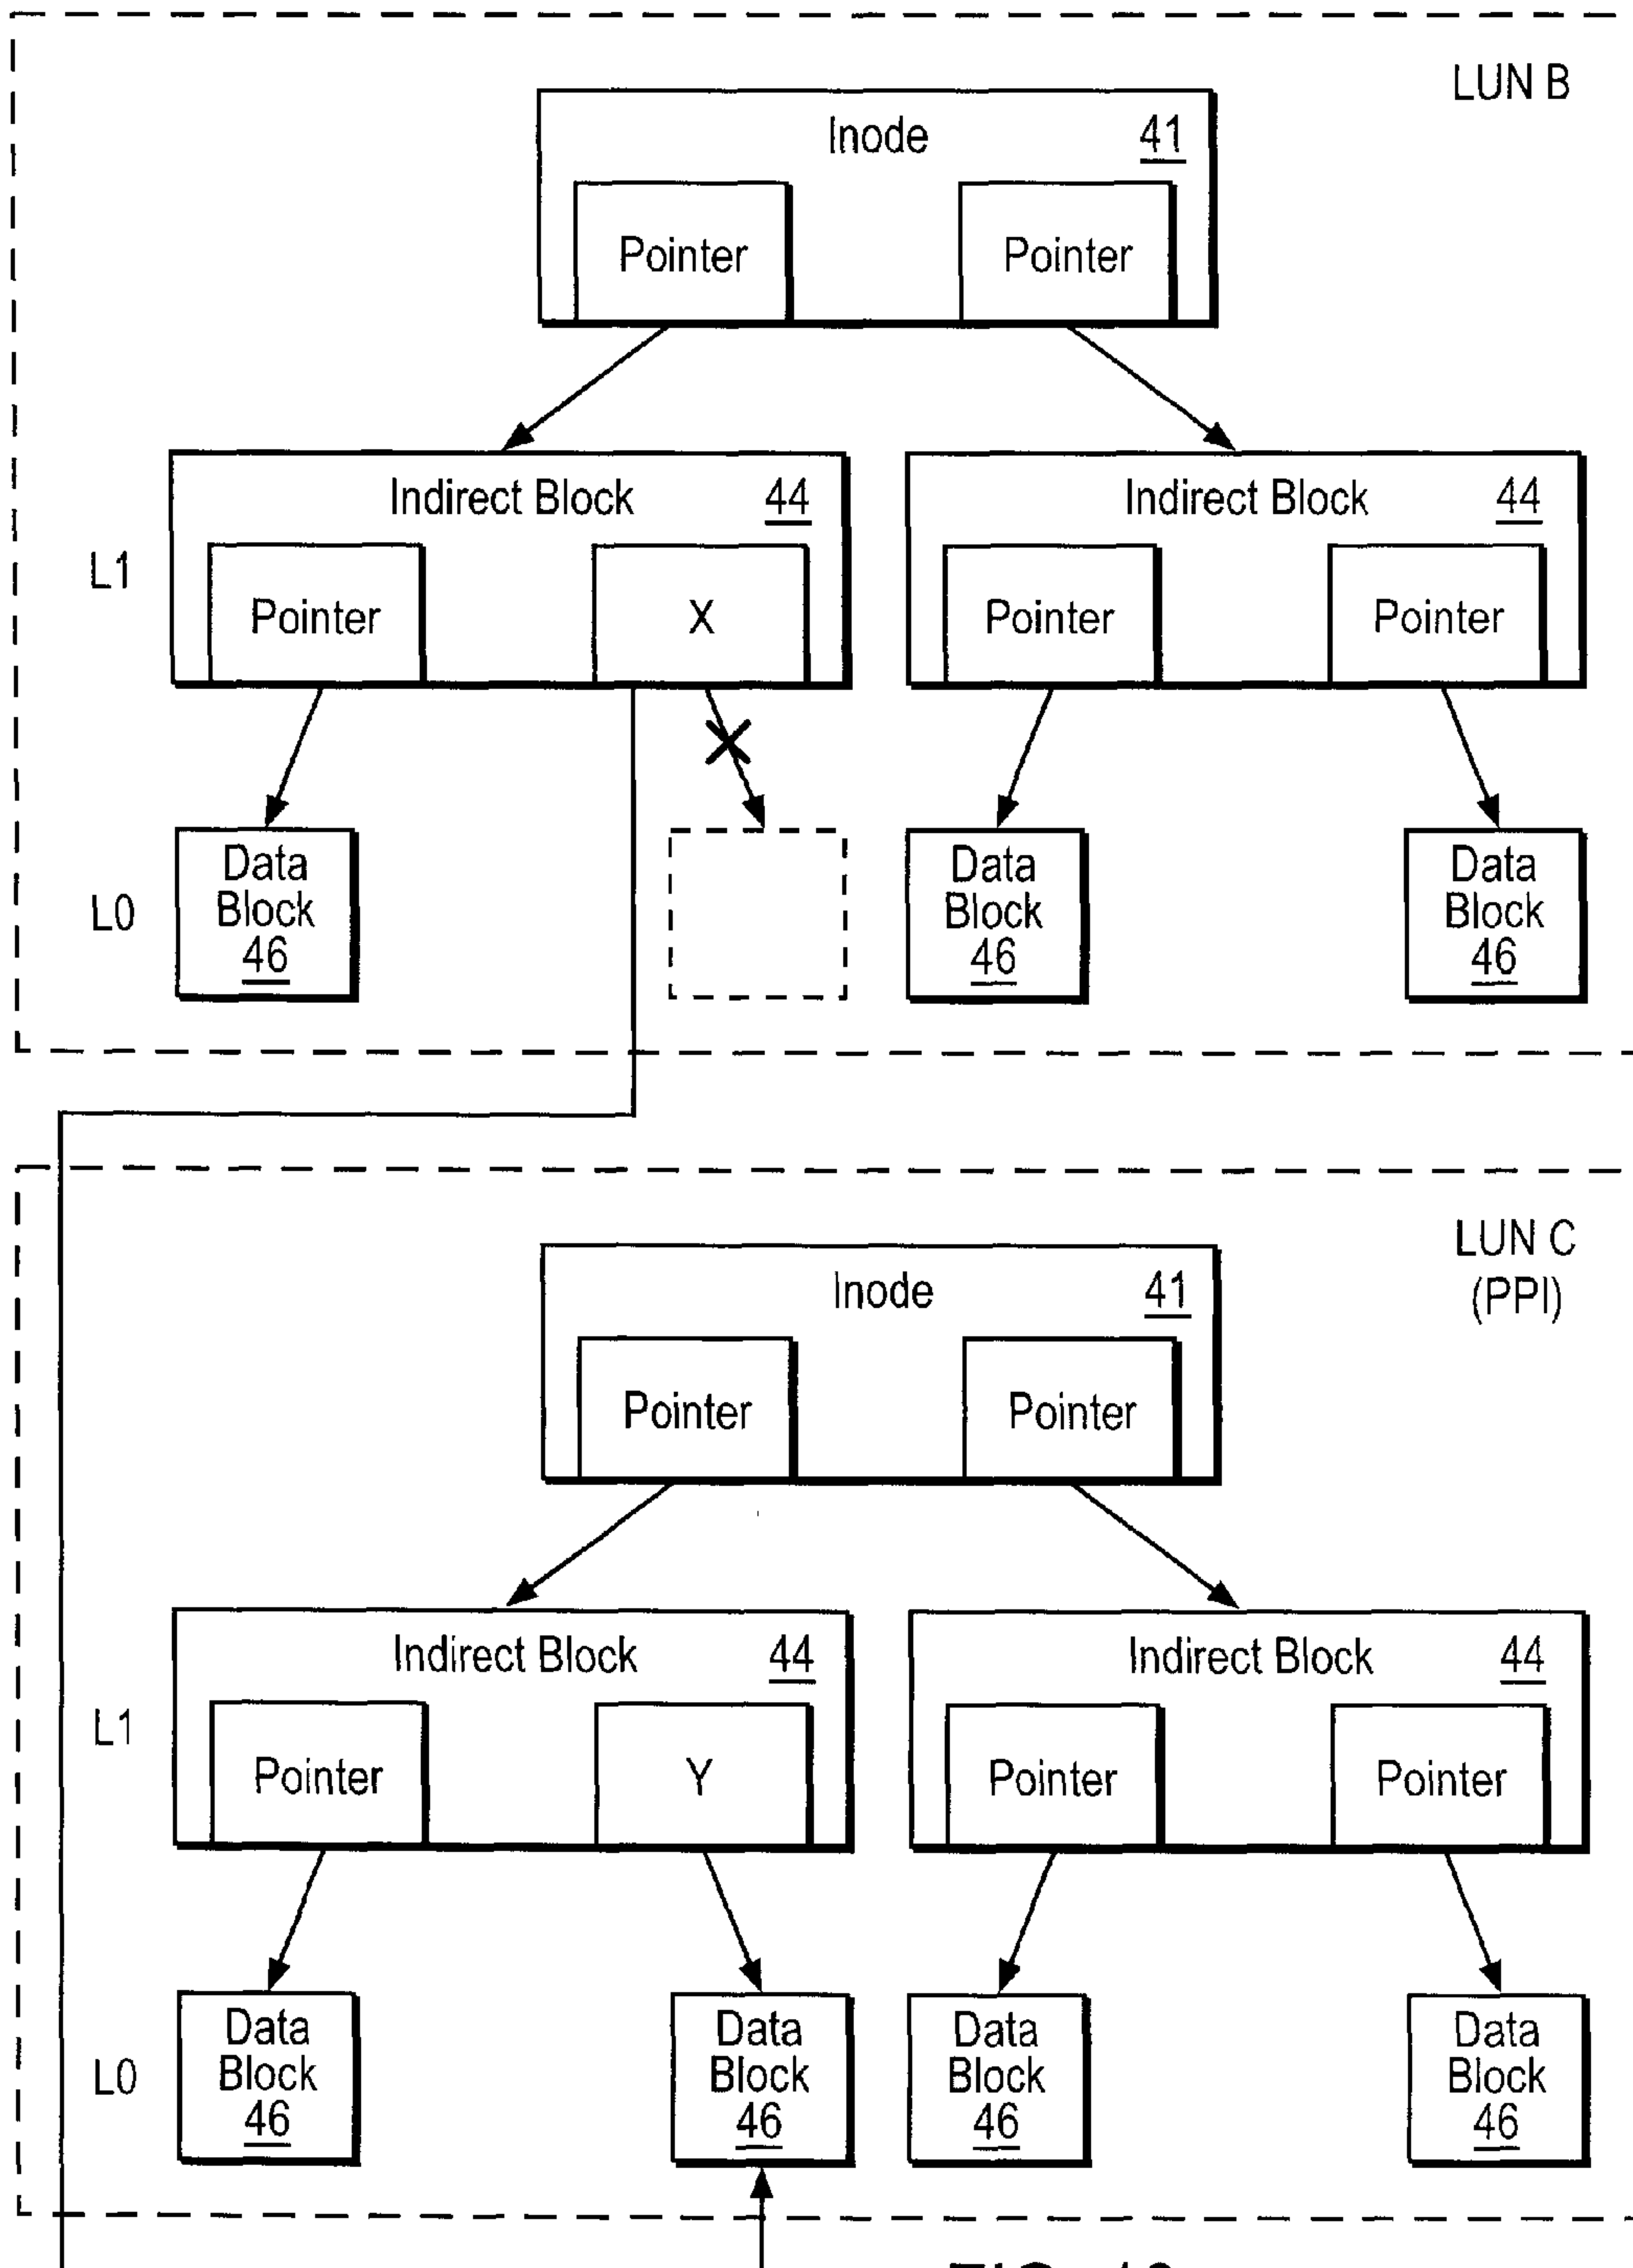 LUN B
Inode 41
Pointer Pointer
Indirect Block 44 Indirect Block 44
L1
Pointer X Pointer Pointer
Data Data Data
Block Block Block
L0
46 46 46
LUN C
(PPI)
Inode 41
Pointer Pointer
Indirect Block 44 Indirect Block 44
L1
Pointer Y Pointer Pointer
Data Data Data Data
Block Block Block Block
L0
46 46 46 46